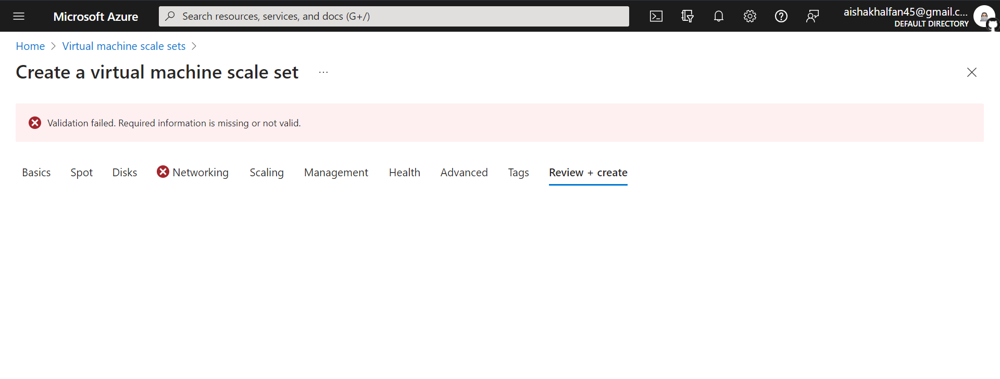 Microsoft Azure
Search resources, services, and docs (G+/)
aishakhalfan45@gmail.c...
DEFAULT DIRECTORY
Home > Virtual machine scale sets >
Create a virtual machine scale set ...
Validation failed. Required information is missing or not valid.
Basics Spot Disks Networking Scaling Management Health Advanced Tags Review + create